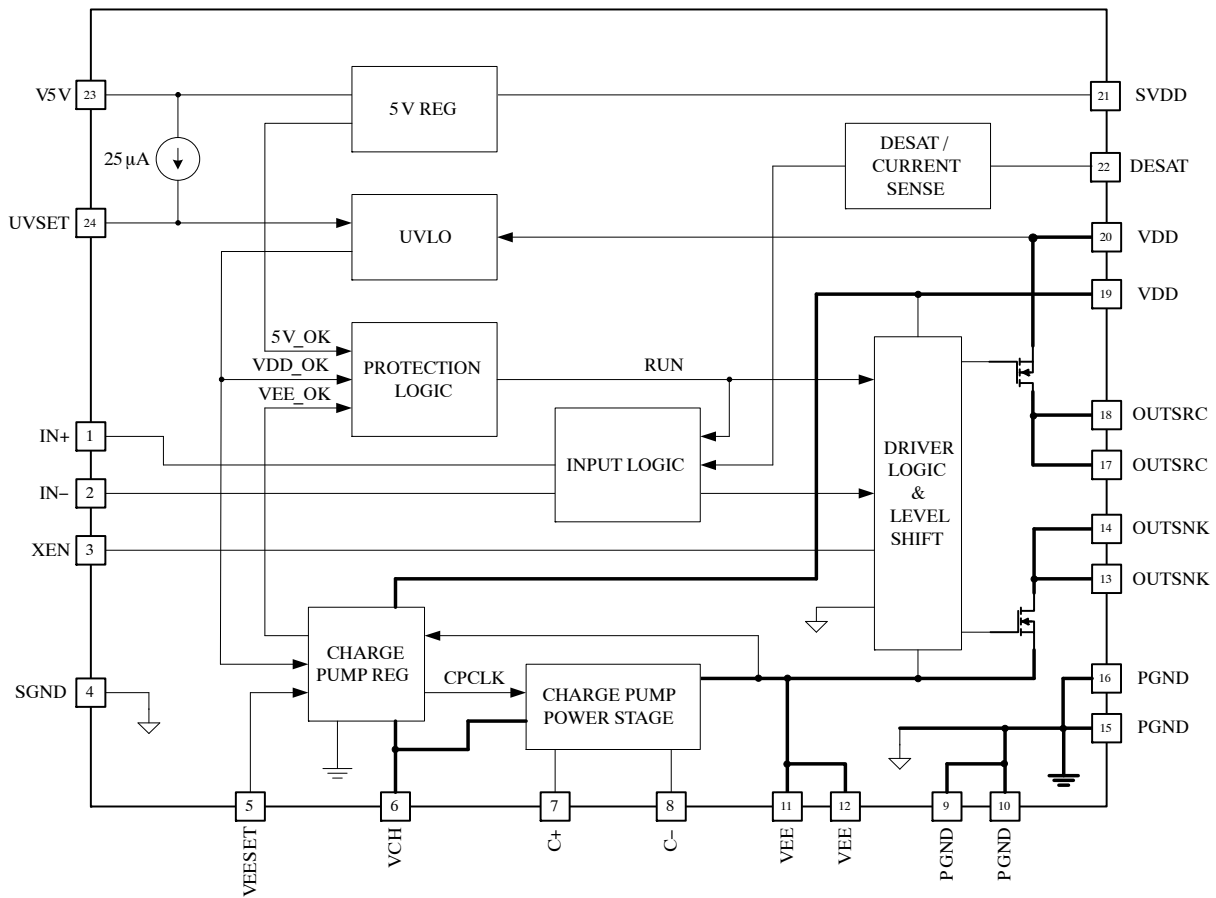 V5V
23
5V REG
21
SVDD
25 µA
DESAT /
CURRENT
SENSE
22
DESAT
UVSET
24
UVLO
20
VDD
19
VDD
5V_OK
VDD_OK
VEE_OK
PROTECTION
LOGIC
RUN
18
OUTSRC
17
OUTSRC
IN+
1
INPUT LOGIC
DRIVER
LOGIC
&
LEVEL
SHIFT
IN−
2
14
OUTSNK
XEN
3
13
OUTSNK
CHARGE
PUMP REG
CPCLK
CHARGE PUMP
POWER STAGE
SGND
4
16
PGND
15
PGND
5
6
7
8
11
12
9
10
VEESET
VCH
C+
C−
VEE
VEE
PGND
PGND